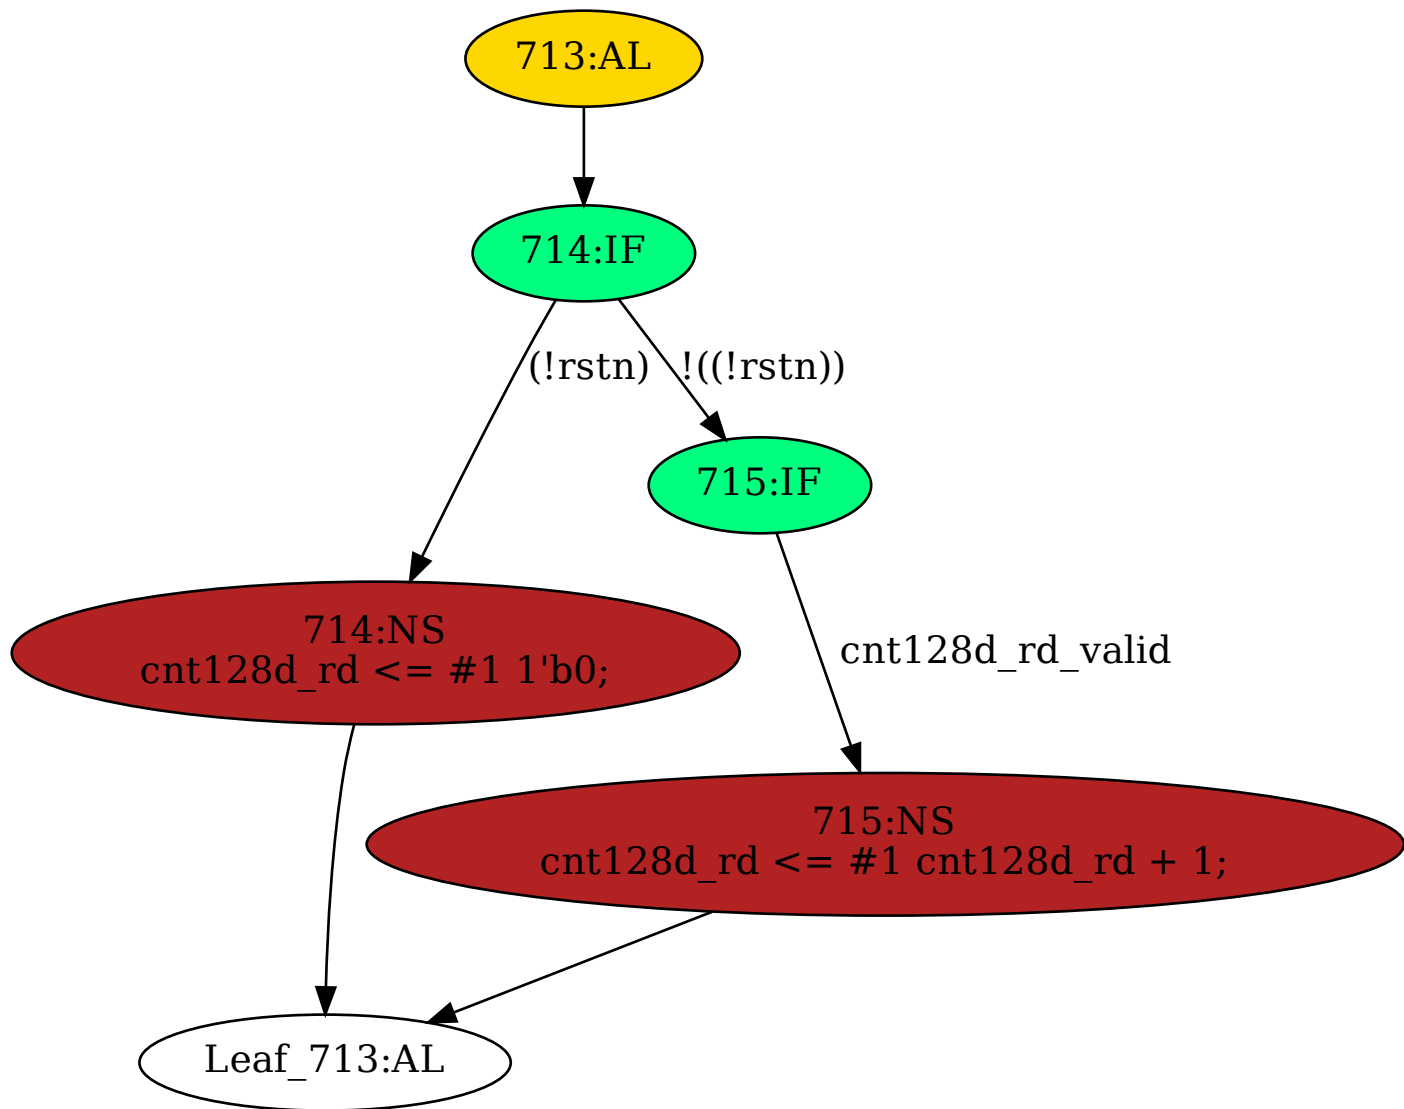 713:AL
714:IF
(!rstn)
!((!rstn))
715:IF
714:NS
cnt128d_rd <= #1 1'b0;
cnt128d_rd_valid
715:NS
cnt128d_rd <= #1 cnt128d_rd + 1;
Leaf_713:AL